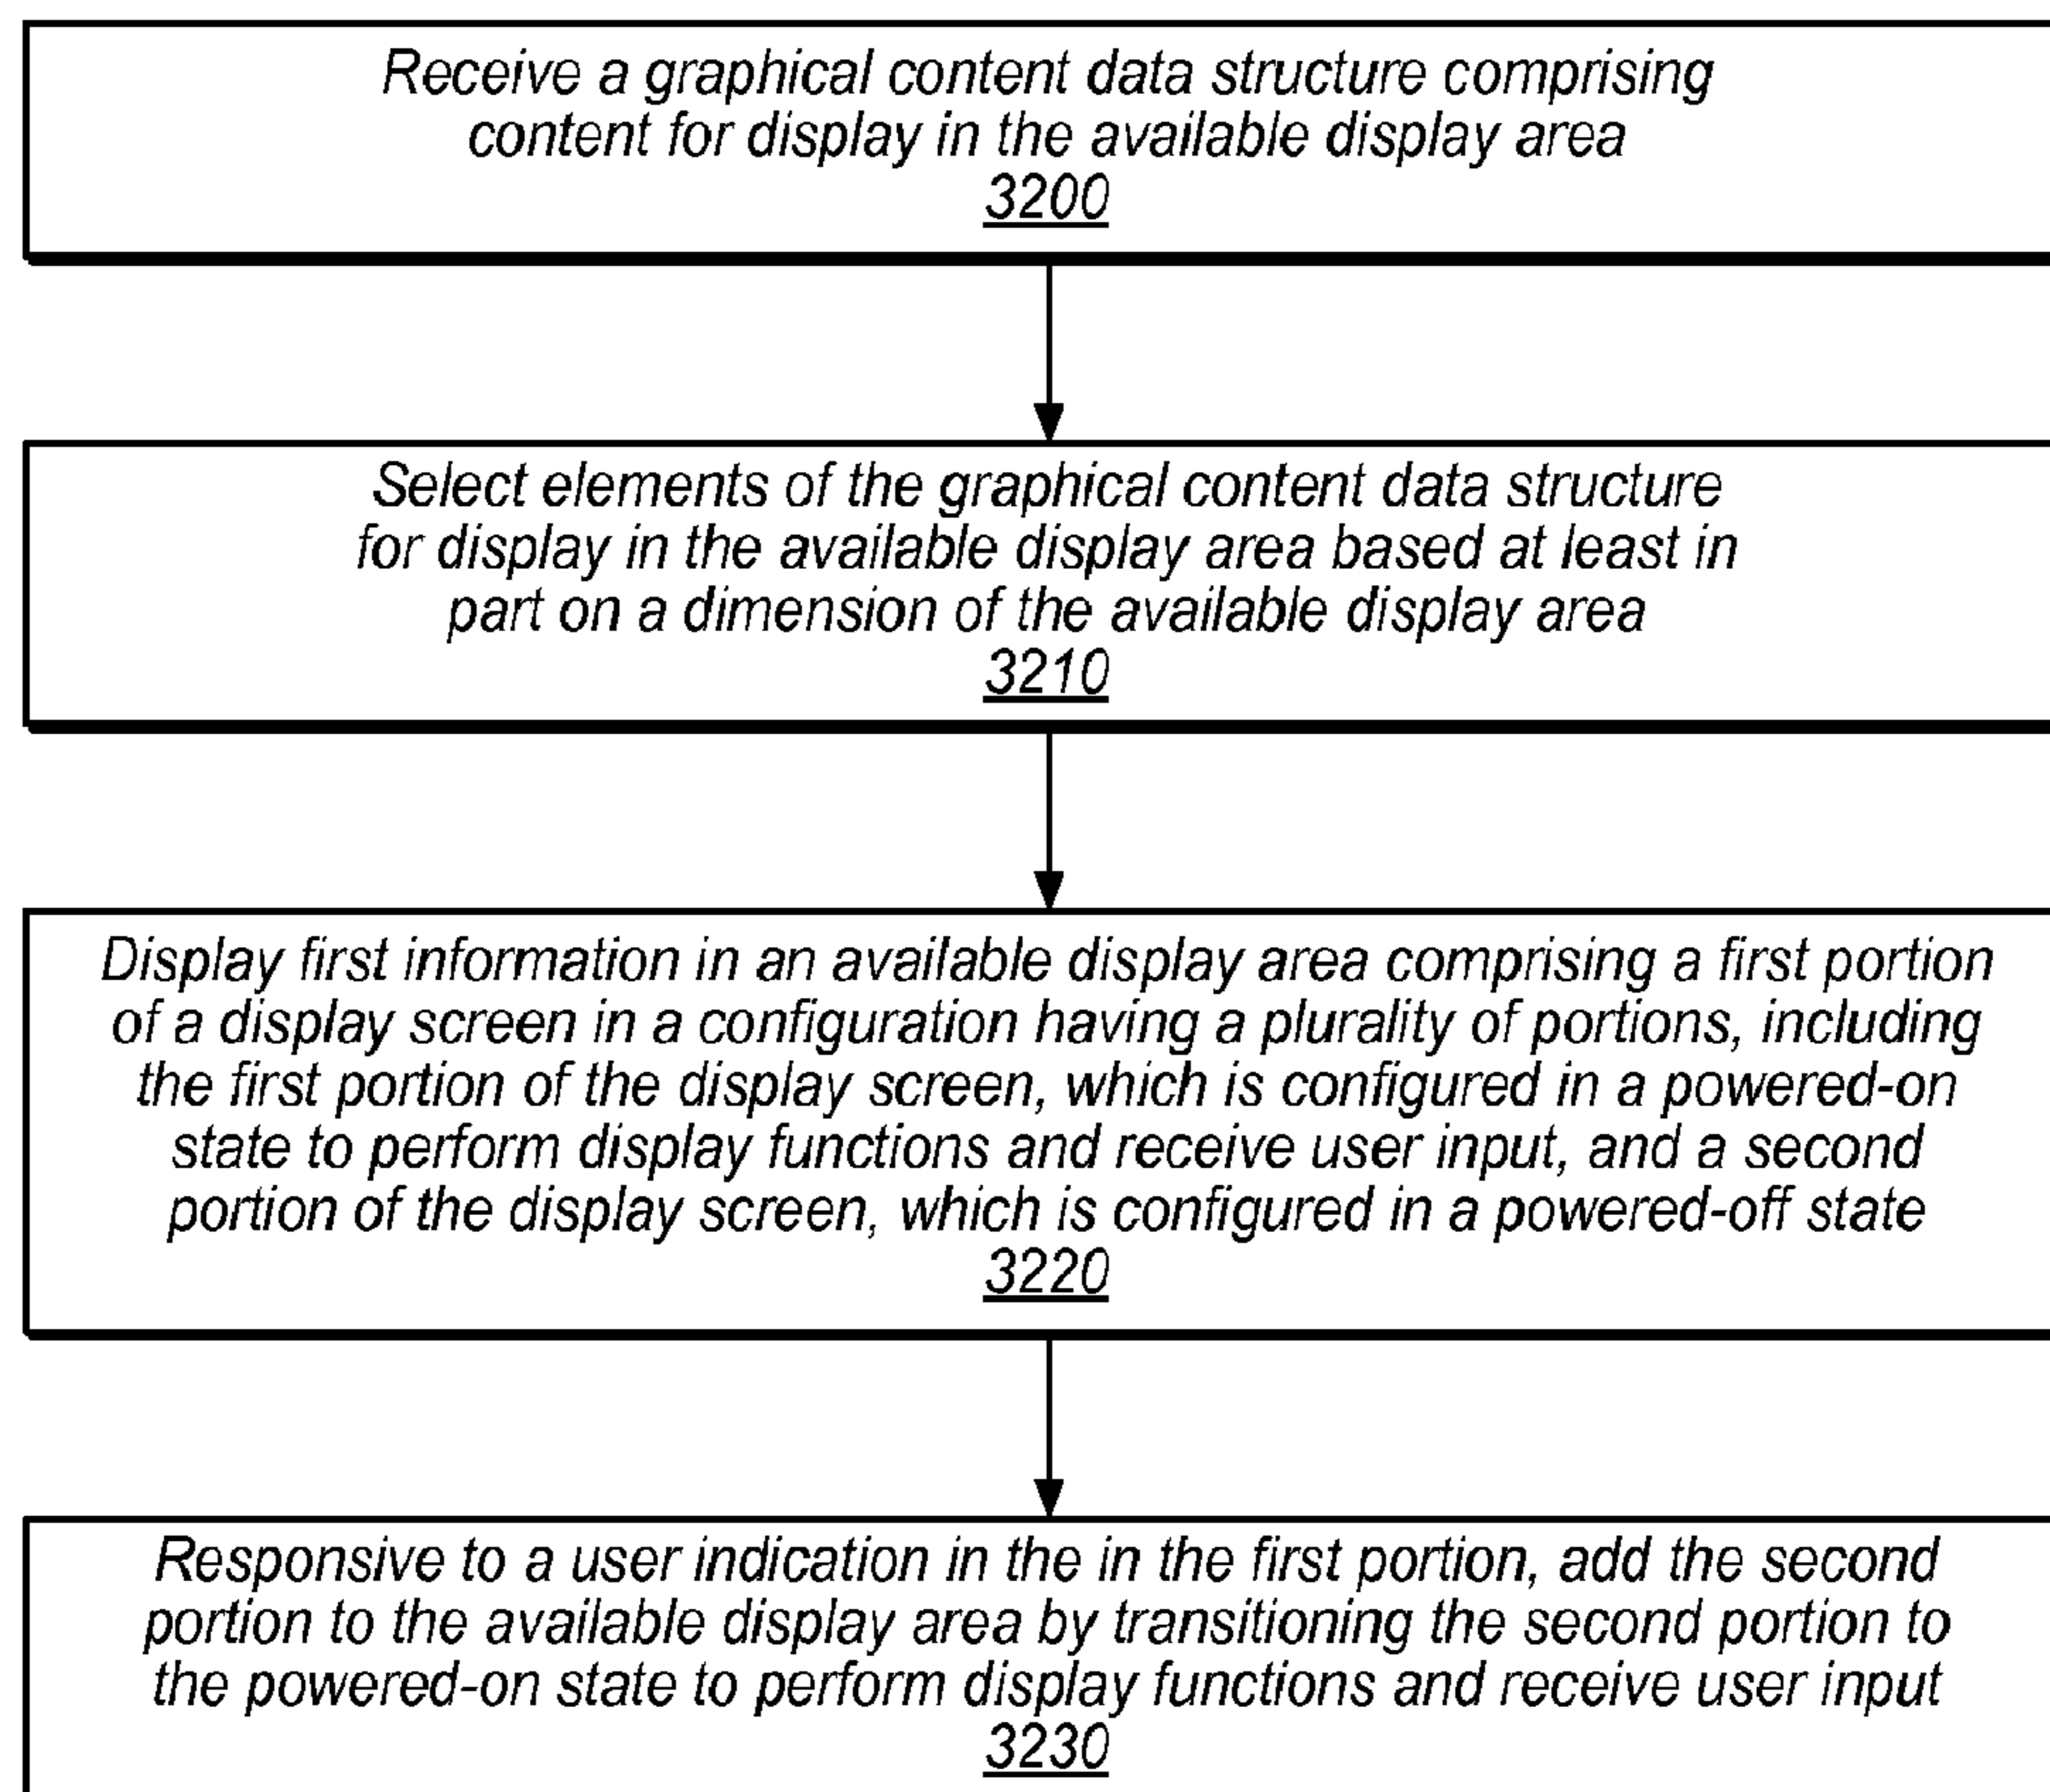 Receive a graphical content data structure comprising
content for display in the available display area
3200
Select elements of the graphical content data structure
for display in the available display area based at least in
part on a dimension of the available display area
3210
Display first information in an available display area comprising a first portion
of a display screen in a configuration having a plurality of portions, including
the first portion of the display screen, which is configured in a powered-on
state to perform display functions and receive user input, and a second
portion of the display screen, which is configured in a powered-off state
3220
Responsive to a user indication in the in the first portion, add the second
portion to the available display area by transitioning the second portion to
the powered-on state to perform display functions and receive user input
3230